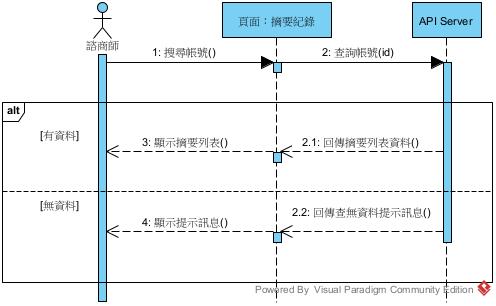 頁面：摘要紀錄
API Server
諮商師
1: 搜尋帳號()
2: 查詢帳號(id)
alt
[有資料]
3: 顯示摘要列表()
2.1: 回傳摘要列表資料()
[無資料]
2.2: 回傳查無資料提示訊息()
4: 顯示提示訊息()
Powered By Visual Paradigm Community Edition